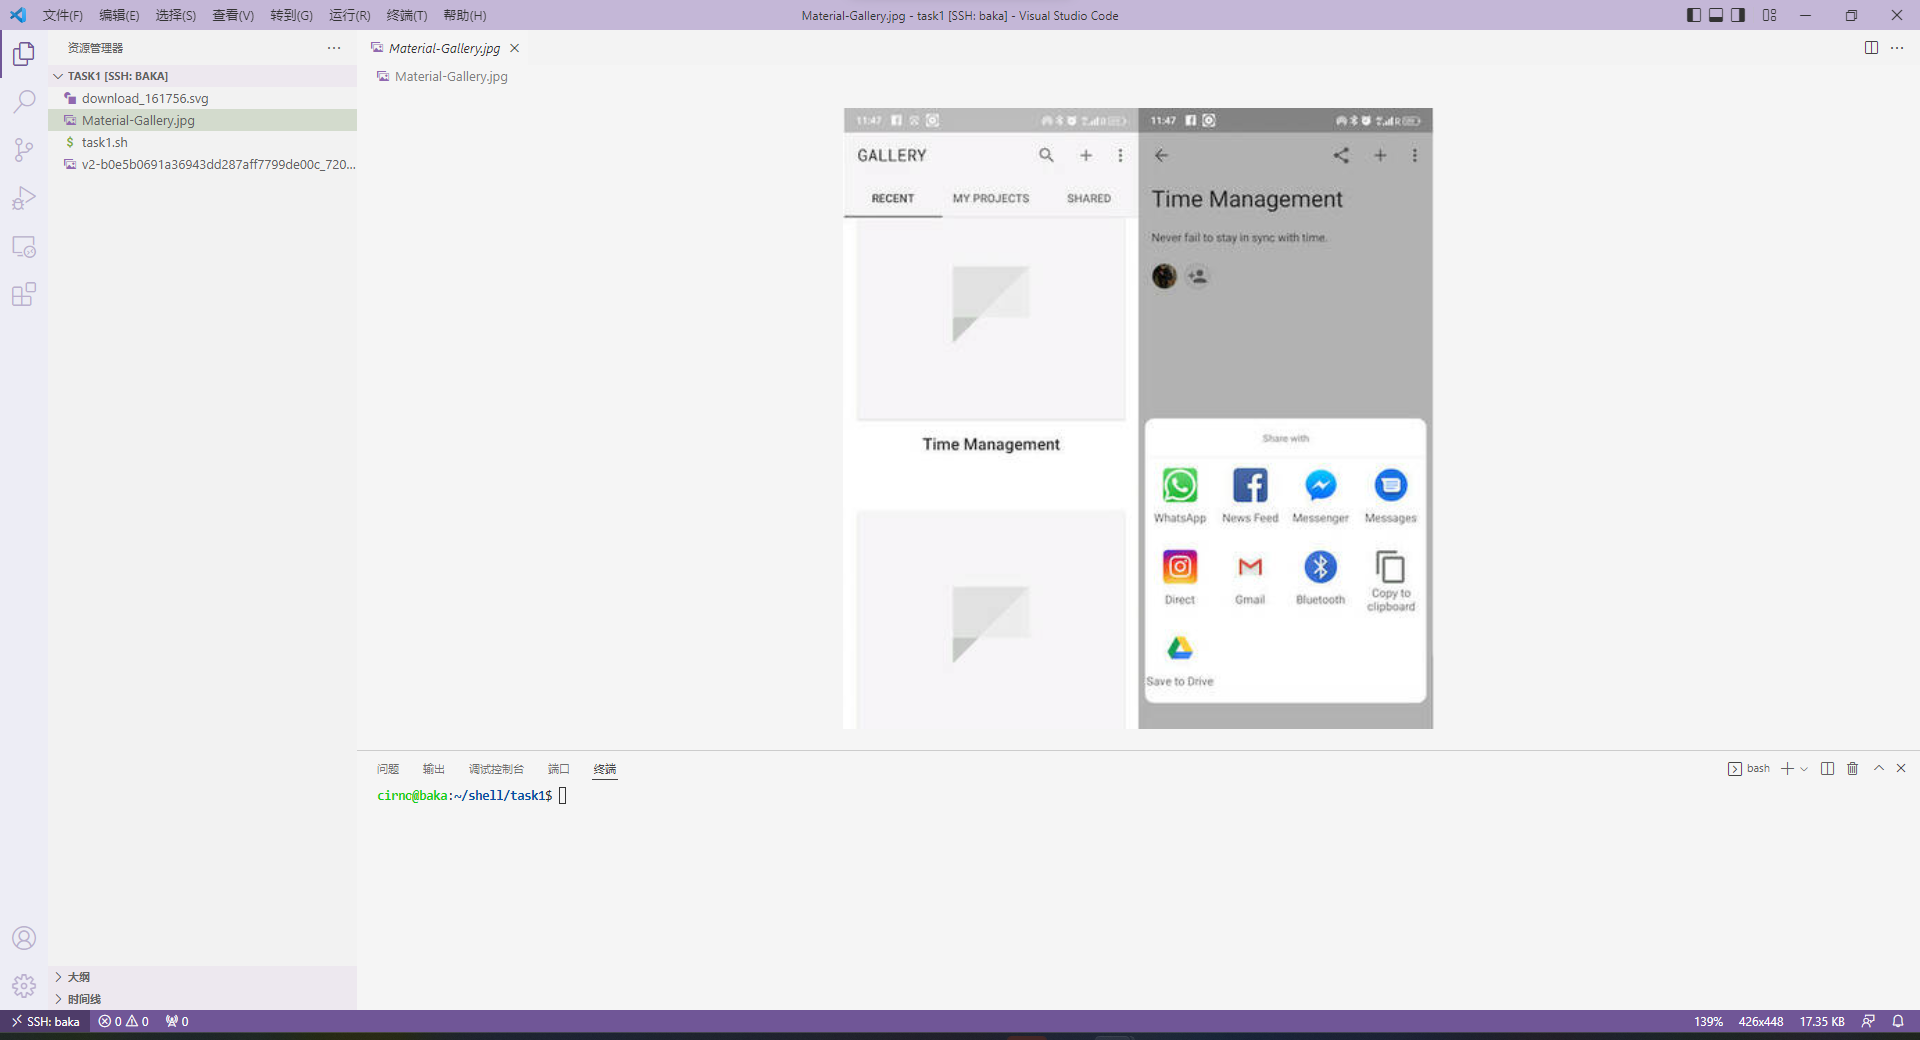 文件(F) 编辑(E) 选择(S) 查看(V) 转到(G) 运行(R) 终端(T) 帮助(H)
Material-Gallery.jpg - task1 [SSH: baka] - Visual Studio Code
资源管理器
TASK1 [SSH: BAKA]
download_161756.svg
Material-Gallery.jpg
task1.sh
v2-b0e5b0691a36943dd287aff7799de00c_720...
大纲
时间线
Material-Gallery.jpg
Material-Gallery.jpg
11:47
GALLERY
RECENT MY PROJECTS SHARED
Time Management
11:47
Time Management
Never fail to stay in sync with time.
Share with
WhatsApp News Feed Messenger Messages
Direct Gmail Bluetooth Copy to
clipboard
Save to Drive
问题 输出 调试控制台 端口 终端
bash
cirno@baka:~/shell/task1$
SSH: baka 0 0 0
139% 426x448 17.35 KB